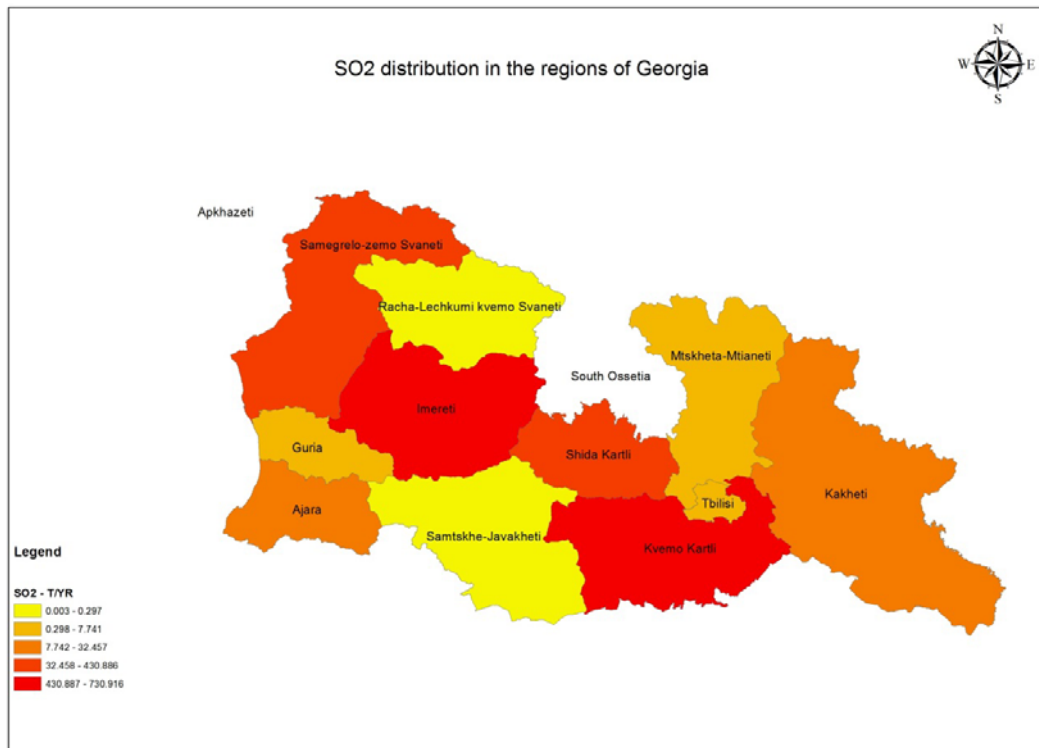 SO2 distribution in the regions of Georgia
N
W
E
S
Apkhazeti
Samegrelo-zemo Svaneti
Racha-Lechkumi kvemo Svaneti
Mtskheta-Mtianeti
South Ossetia
Imereti
Guria
Shida Kartli
Kakheti
Tbilisi
Ajara
Samtskhe-Javakheti
Kvemo Kartli
Legend
SO2 - T/YR
0.003 - 0.297
0.298 - 7.741
7.742 - 32.457
32.458 - 430.886
430.887 - 730.916